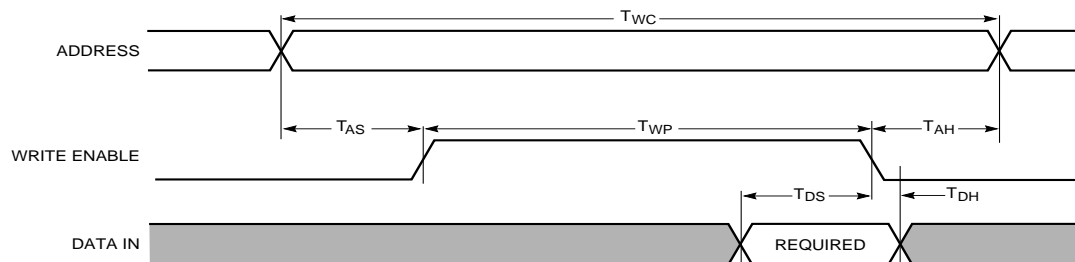 TWC
ADDRESS
TAS
TWP
TAH
WRITE ENABLE
TDS
TDH
DATA IN
REQUIRED